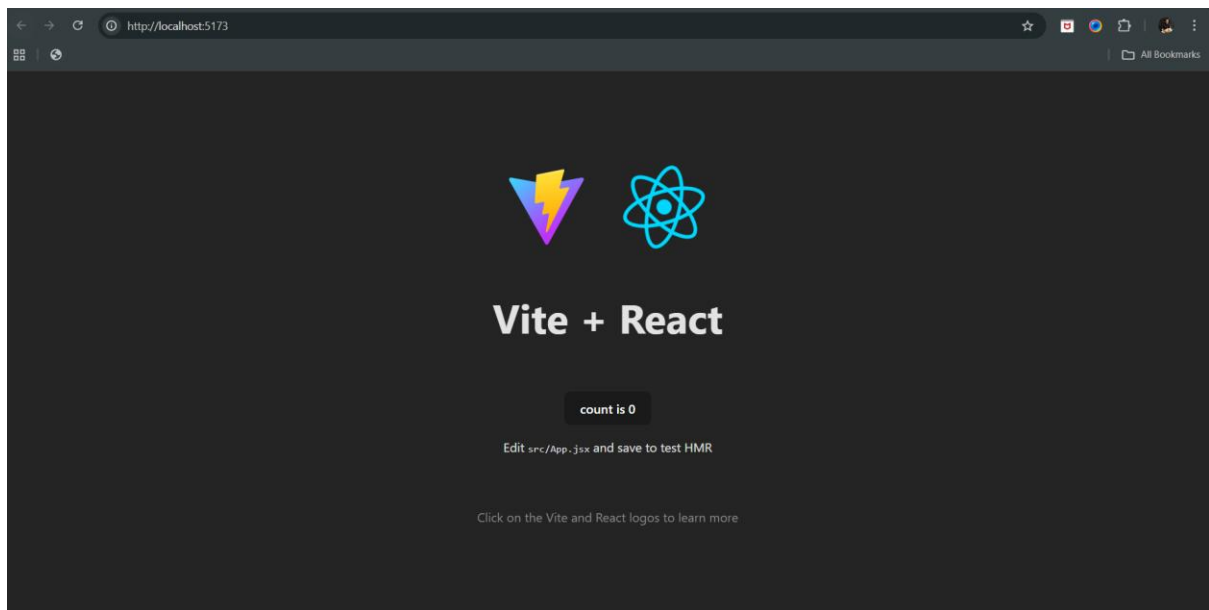 http://localhost:5173
All Bookmarks
Vite + React
count is 0
Edit src/App.jsx and save to test HMR
Click on the Vite and React logos to learn more